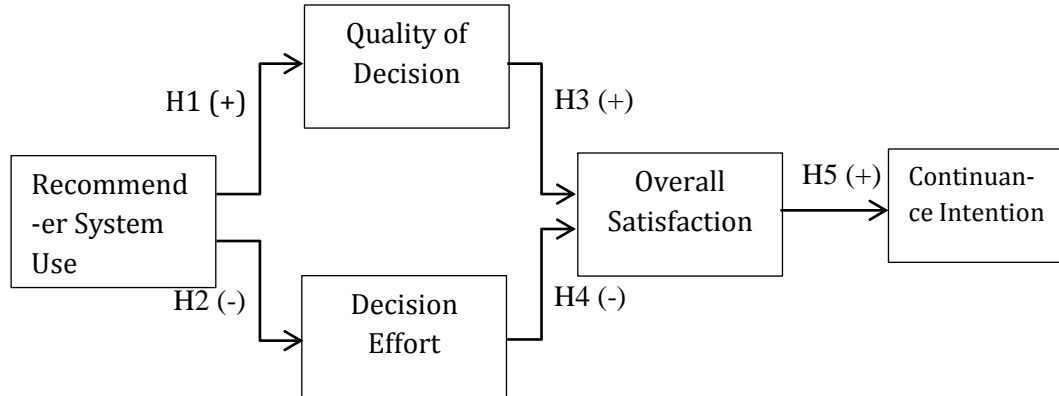 Quality of
Decision
H1 (+)
H3 (+)
Recommend
-er System
Use
Overall
Satisfaction
H5 (+)
Continuan-
ce Intention
H2 (-)
Decision
Effort
H4 (-)